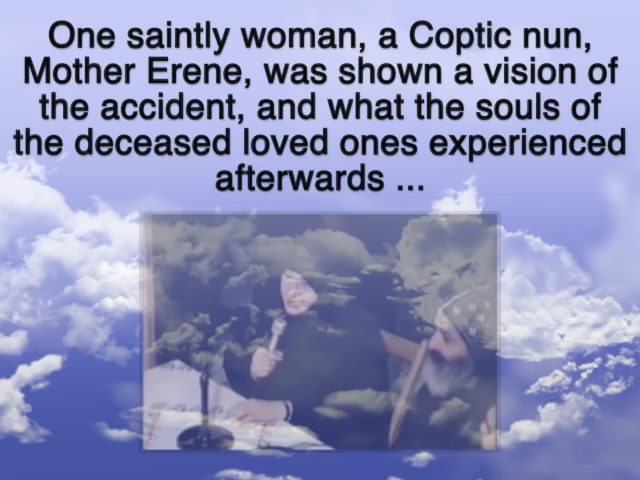 One saintly woman, a Coptic nun,
Mother Erene, was shown a vision of
the accident, and what the souls of
the deceased loved ones experienced
afterwards ...